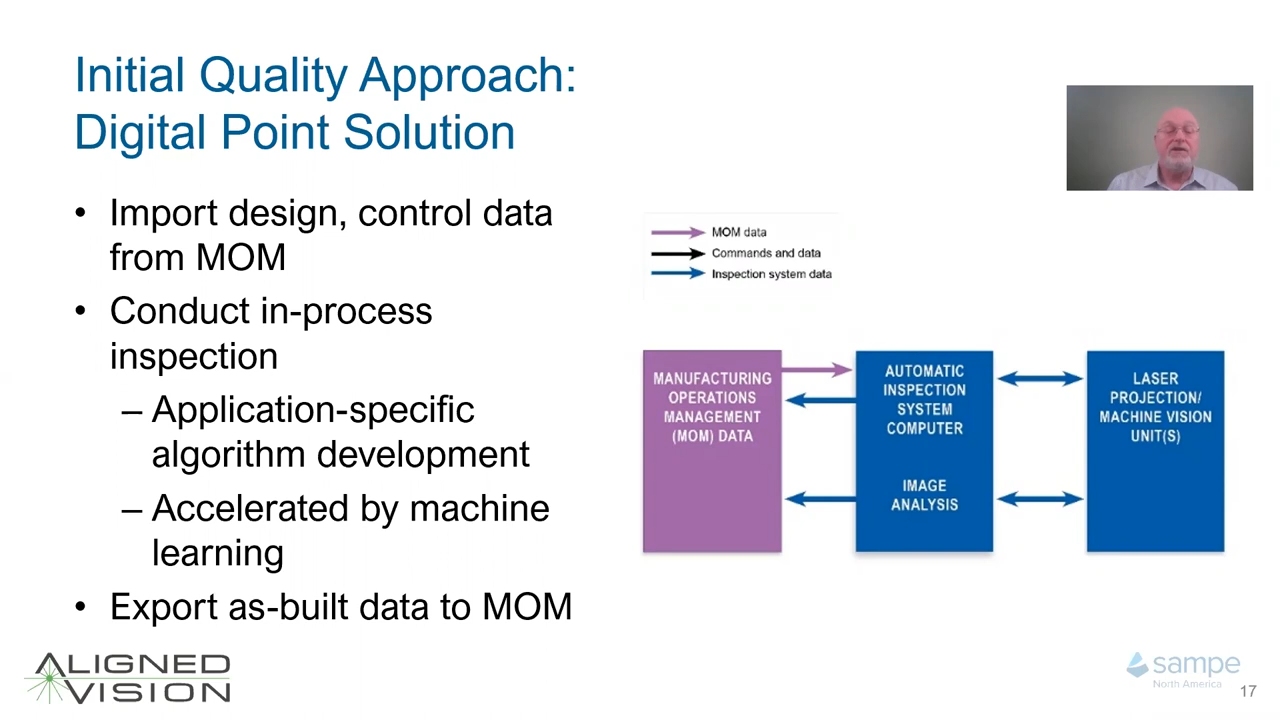 Initial Quality Approach:
Digital Point Solution
• Import design, control data
from MOM
• Conduct in-process
inspection
– Application-specific
algorithm development
– Accelerated by machine
learning
• Export as-built data to MOM
MOM data
Commands and data
Inspection system data
MANUFACTURING
OPERATIONS
MANAGEMENT
(MOM) DATA
AUTOMATIC
INSPECTION
SYSTEM
COMPUTER
IMAGE
ANALYSIS
LASER
PROJECTION/
MACHINE VISION
UNIT(S)
ALIGNED
VISION
sampe
North America
17